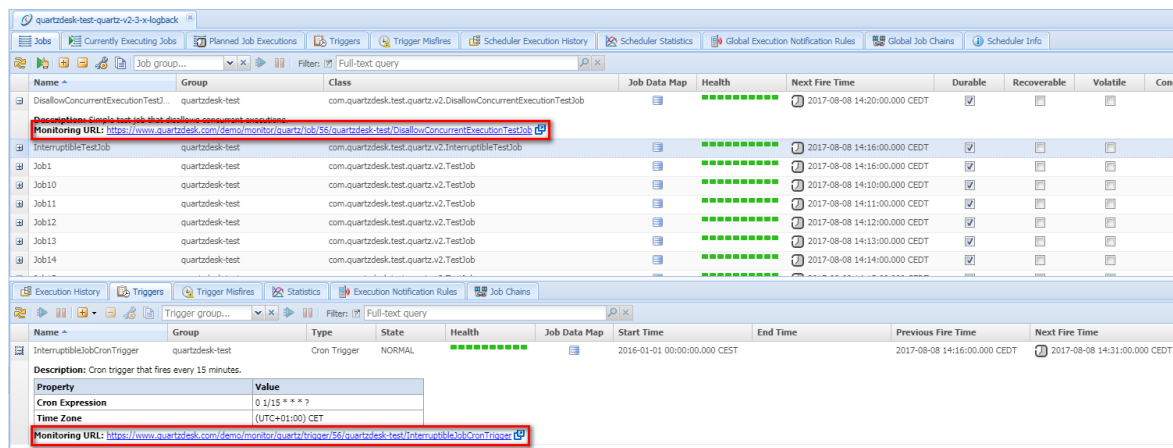 quartzdesk-test-quartz-v2-3-x-logback
Jobs Currently Executing Jobs Planned Job Executions Triggers Trigger Misfires Scheduler Execution History Scheduler Statistics Global Execution Notification Rules Global Job Chains Scheduler Info
Job group... Filter: Full-text query
Name Group Class Job Data Map Health Next Fire Time Durable Recoverable Volatile
DisallowConcurrentExecutionTestJ... quartzdesk-test com.quartzdesk.test.quartz.v2.DisallowConcurrentExecutionTestJob 2017-08-08 14:20:00.000 CEDT
Description: Simple test job that disallows concurrent executions.
Monitoring URL: https://www.quartzdesk.com/demo/monitor/quartz/job/56/quartzdesk-test/DisallowConcurrentExecutionTestJob
InterruptibleTestJob quartzdesk-test com.quartzdesk.test.quartz.v2.InterruptibleTestJob 2017-08-08 14:16:00.000 CEDT
Job1 quartzdesk-test com.quartzdesk.test.quartz.v2.TestJob 2017-08-08 14:16:00.000 CEDT
Job10 quartzdesk-test com.quartzdesk.test.quartz.v2.TestJob 2017-08-08 14:10:00.000 CEDT
Job11 quartzdesk-test com.quartzdesk.test.quartz.v2.TestJob 2017-08-08 14:11:00.000 CEDT
Job12 quartzdesk-test com.quartzdesk.test.quartz.v2.TestJob 2017-08-08 14:12:00.000 CEDT
Job13 quartzdesk-test com.quartzdesk.test.quartz.v2.TestJob 2017-08-08 14:13:00.000 CEDT
Job14 quartzdesk-test com.quartzdesk.test.quartz.v2.TestJob 2017-08-08 14:14:00.000 CEDT
Execution History Triggers Trigger Misfires Statistics Execution Notification Rules Job Chains
Trigger group... Filter: Full-text query
Name Group Type State Health Job Data Map Start Time End Time Previous Fire Time Next Fire Time
InterruptibleJobCronTrigger quartzdesk-test Cron Trigger NORMAL 2016-01-01 00:00:00.000 CEST 2017-08-08 14:16:00.000 CEDT 2017-08-08 14:31:00.000 CEDT
Description: Cron trigger that fires every 15 minutes.
Property Value
Cron Expression 0 1/15 * * * ?
Time Zone (UTC+01:00) CET
Monitoring URL: https://www.quartzdesk.com/demo/monitor/quartz/trigger/56/quartzdesk-test/InterruptibleJobCronTrigger